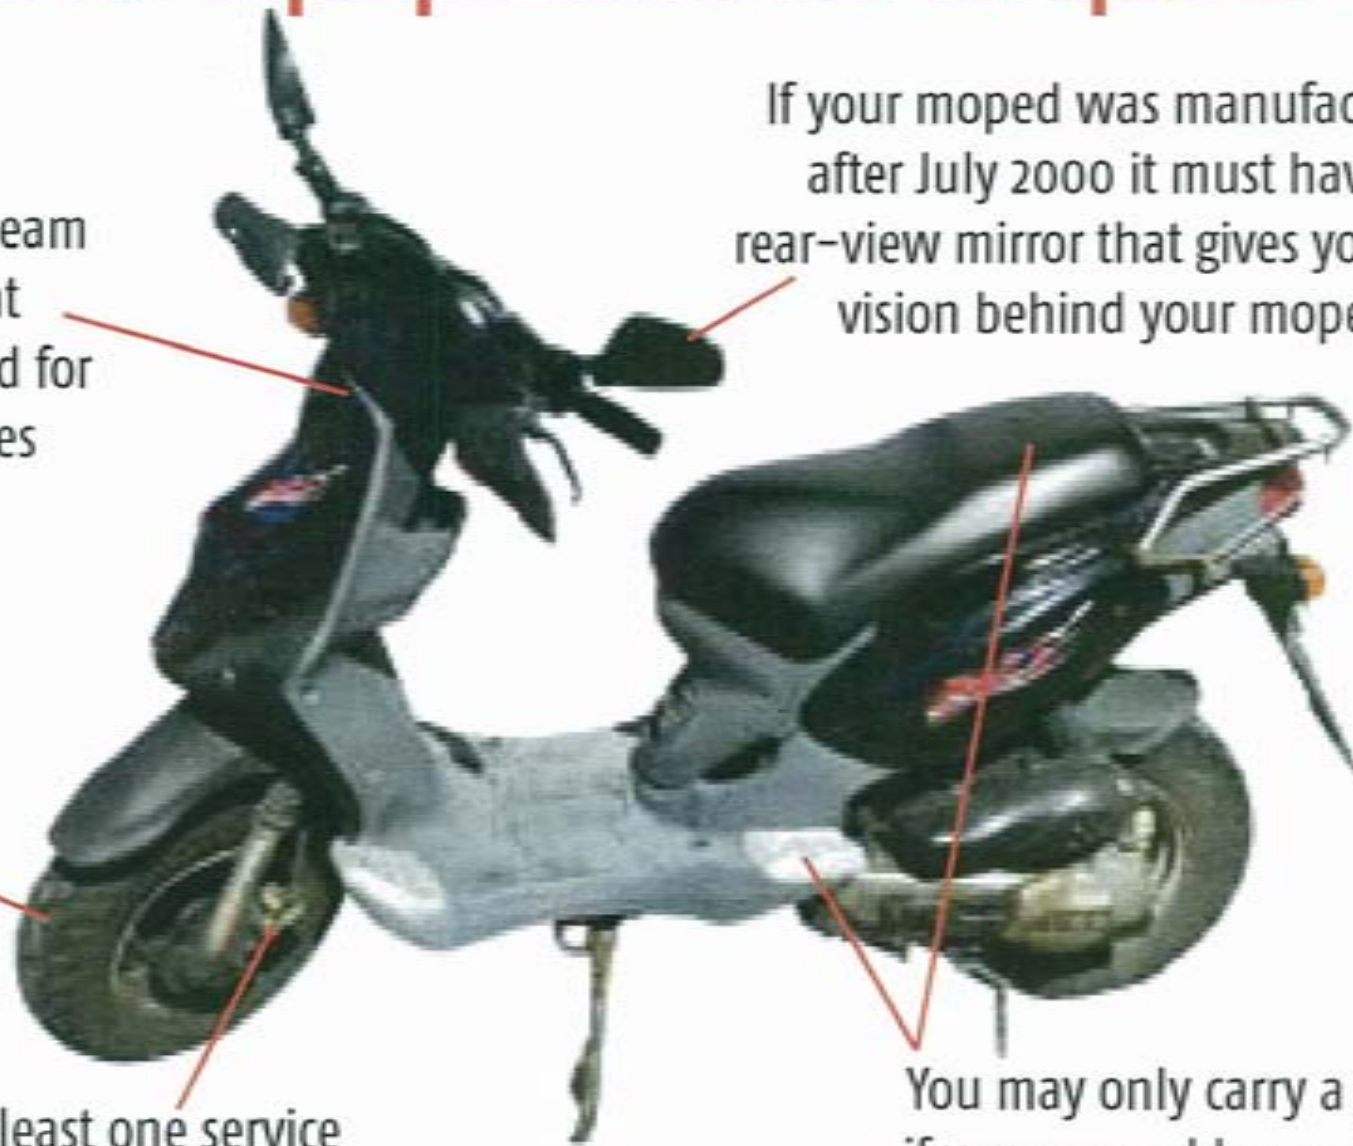 If your moped was manufac
after July 2000 it must hav
rear-view mirror that gives yo
vision behind your mope
eam
t
d for
es
least one service
You may only carry a